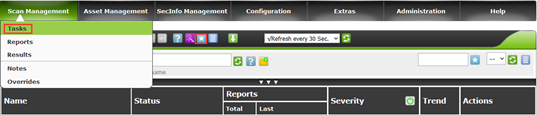 Scan Management Asset Management SecInfo Management Configuration Extras Administration Help
Tasks
vRefresh every 30 Sec.
Reports
Results
--
Notes
name
Overrides
Name Status Reports Severity Trend Actions
Total Last